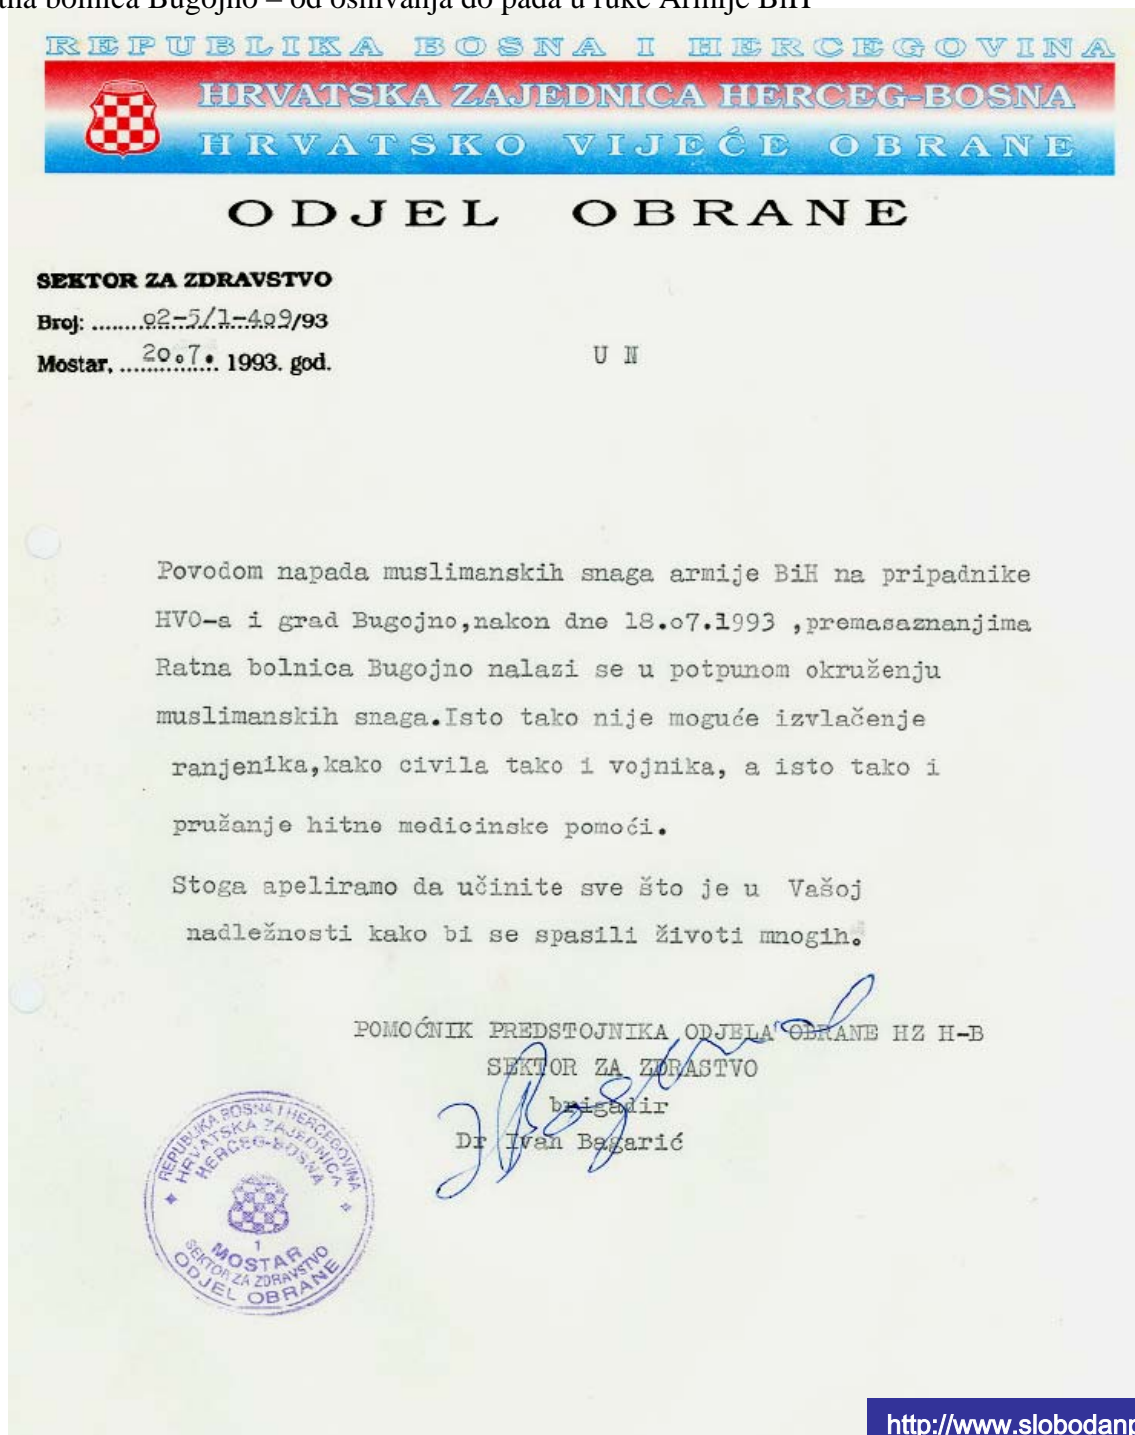 tna bolnica Bugojno – od osnivanja do pada u ruke Armije BiH
REPUBLIKA BOSNA I HERCEGOVINA
HRVATSKA ZAJEDNICA HERCEG-BOSNA
HRVATSKO VIJEĆE OBRANE
ODJEL OBRANE
SEKTOR ZA ZDRAVSTVO
Broj: ........o2-5/1-4o9/93
Mostar, ...2o.7... 1993. god.
U N
Povodom napada muslimanskih snaga armije BiH na pripadnike
HVO-a i grad Bugojno,nakon dne 18.o7.1993 ,premasaznanjima
Ratna bolnica Bugojno nalazi se u potpunom okruženju
muslimanskih snaga.Isto tako nije moguće izvlačenje
ranjenika,kako civila tako i vojnika, a isto tako i
pružanje hitne medicinske pomoći.
Stoga apeliramo da učinite sve što je u Vašoj
nadležnosti kako bi se spasili životi mnogih.
POMOĆNIK PREDSTOJNIKA ODJELA OBRANE HZ H-B
SEKTOR ZA ZDRASTVO
brigadir
Dr Ivan Bagarić
REPUBLIKA BOSNA I HERCEGOVINA
HRVATSKA ZAJEDNICA
HERCEG-BOSNA
1
MOSTAR
SEKTOR ZA ZDRAVSTVO
ODJEL OBRANE
http://www.slobodanp